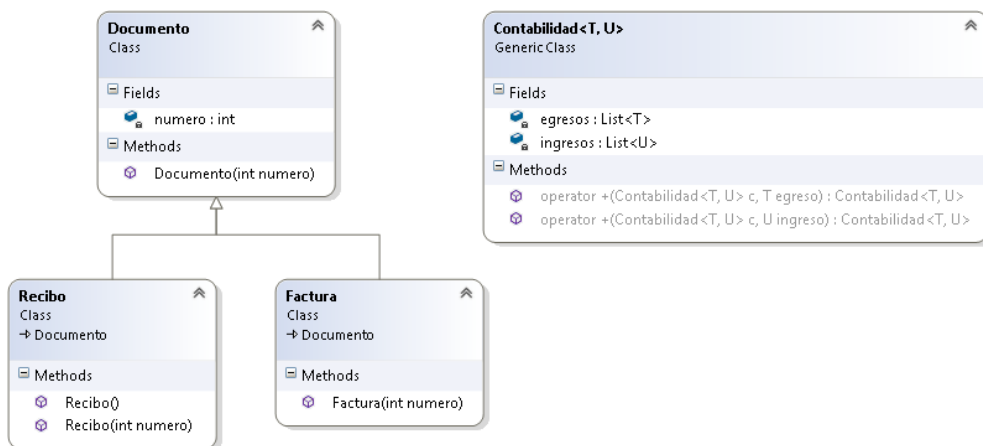 Documento
Class
Fields
numero : int
Methods
Documento(int numero)
Contabilidad<T, U>
Generic Class
Fields
egresos : List<T>
ingresos : List<U>
Methods
operator +(Contabilidad<T, U> c, T egreso) : Contabilidad<T, U>
operator +(Contabilidad<T, U> c, U ingreso) : Contabilidad<T, U>
Recibo
Class
Documento
Methods
Recibo()
Recibo(int numero)
Factura
Class
Documento
Methods
Factura(int numero)